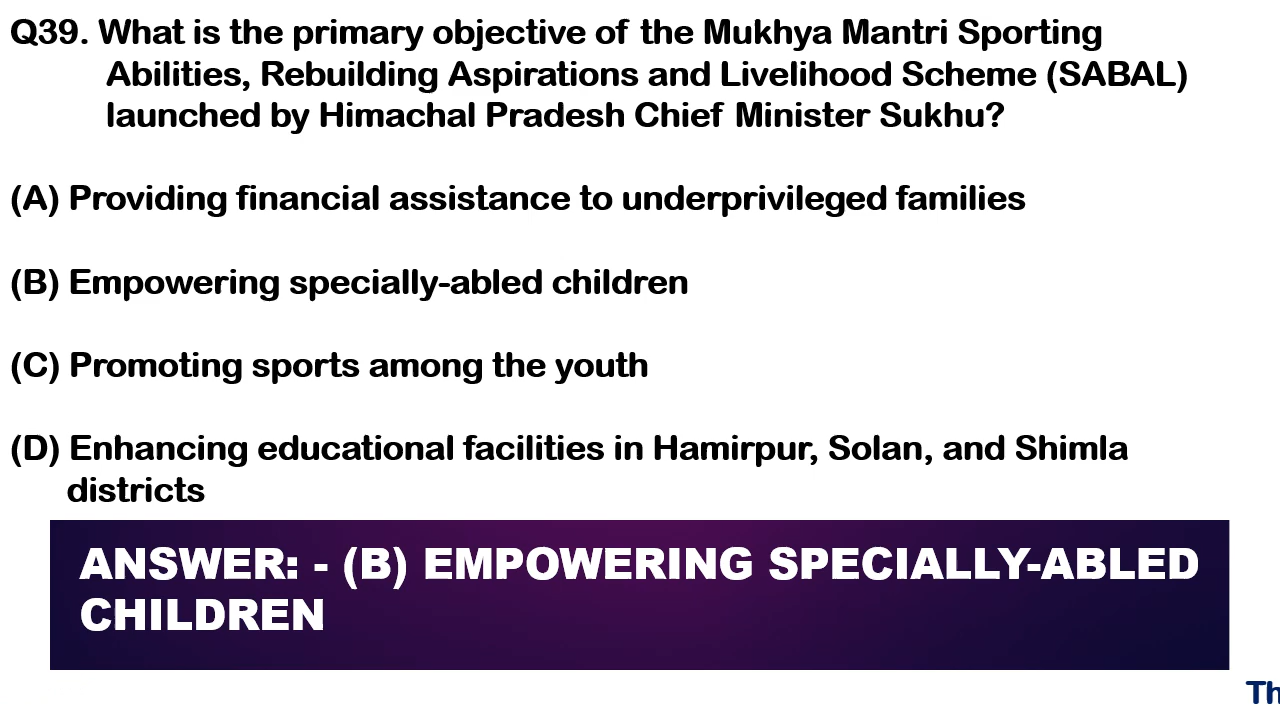 Q39. What is the primary objective of the Mukhya Mantri Sporting
Abilities, Rebuilding Aspirations and Livelihood Scheme (SABAL)
launched by Himachal Pradesh Chief Minister Sukhu?
(A) Providing financial assistance to underprivileged families
(B) Empowering specially-abled children
(C) Promoting sports among the youth
(D) Enhancing educational facilities in Hamirpur, Solan, and Shimla
districts
ANSWER: - (B) EMPOWERING SPECIALLY-ABLED
CHILDREN